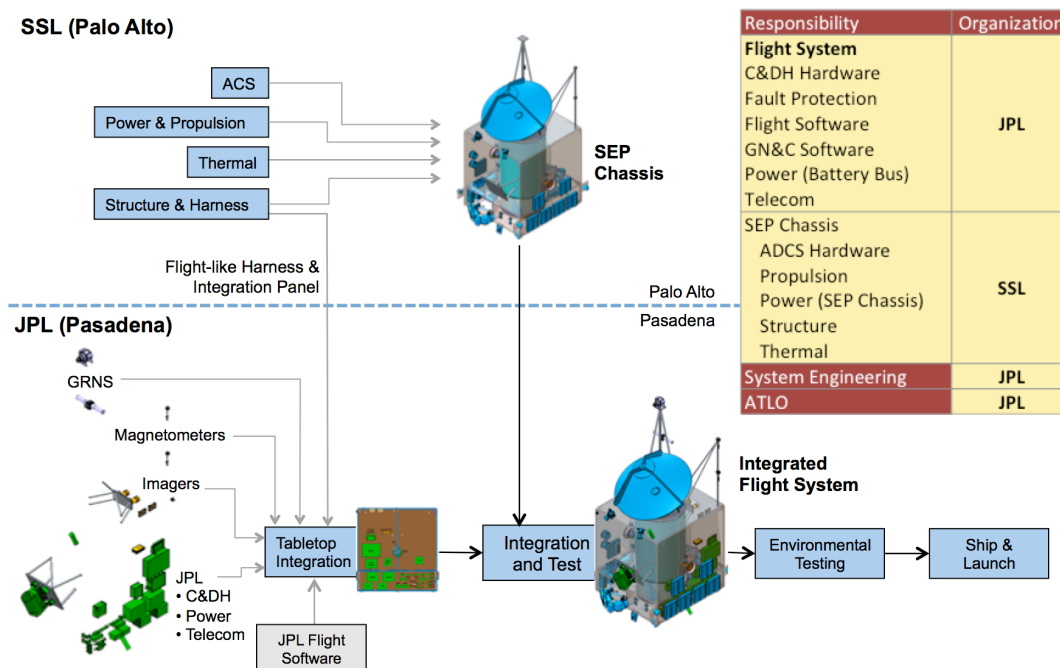 SSL (Palo Alto)
ACS
Power & Propulsion
Thermal
Structure & Harness
SEP
Chassis
Flight-like Harness &
Integration Panel
Palo Alto
Pasadena
Responsibility Organization
Flight System
C&DH Hardware
Fault Protection
Flight Software
GN&C Software
Power (Battery Bus)
Telecom
JPL
SEP Chassis
ADCS Hardware
Propulsion
Power (SEP Chassis)
Structure
Thermal
SSL
System Engineering JPL
ATLO JPL
JPL (Pasadena)
GRNS
Magnetometers
Imagers
JPL
• C&DH
• Power
• Telecom
Tabletop
Integration
JPL Flight
Software
Integration
and Test
Integrated
Flight System
Environmental
Testing
Ship &
Launch